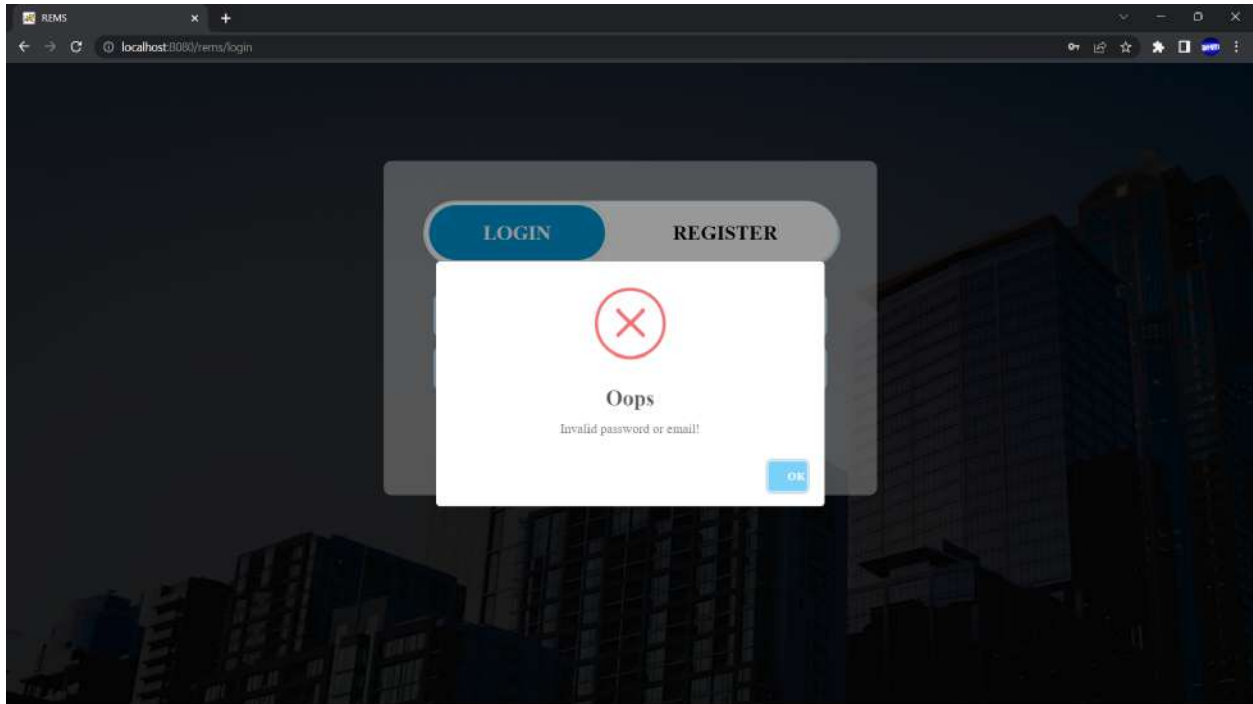 REMS
localhost:8080/rems/login
LOGIN
REGISTER
Oops
Invalid password or email!
OK